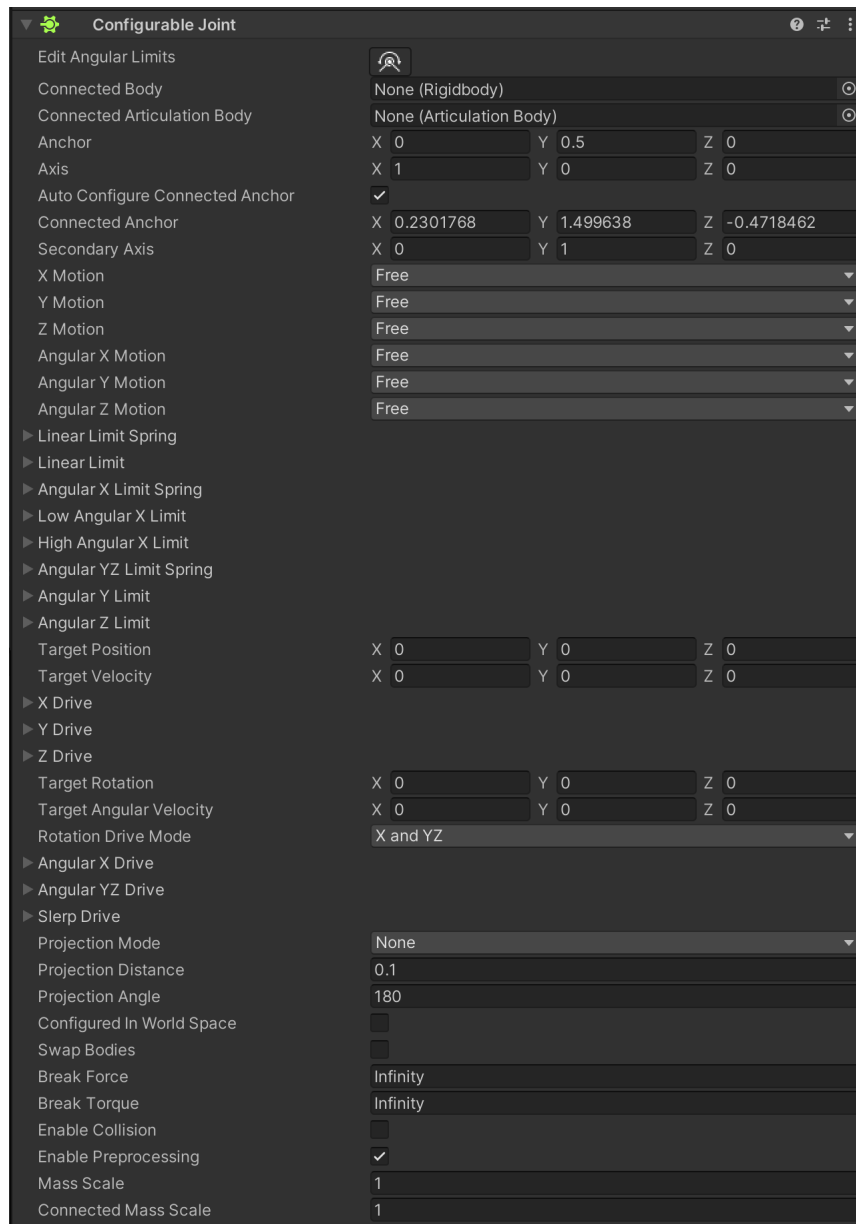 Configurable Joint
Edit Angular Limits
Connected Body None (Rigidbody)
Connected Articulation Body None (Articulation Body)
Anchor X 0 Y 0.5 Z 0
Axis X 1 Y 0 Z 0
Auto Configure Connected Anchor
Connected Anchor X 0.2301768 Y 1.499638 Z -0.4718462
Secondary Axis X 0 Y 1 Z 0
X Motion Free
Y Motion Free
Z Motion Free
Angular X Motion Free
Angular Y Motion Free
Angular Z Motion Free
Linear Limit Spring
Linear Limit
Angular X Limit Spring
Low Angular X Limit
High Angular X Limit
Angular YZ Limit Spring
Angular Y Limit
Angular Z Limit
Target Position X 0 Y 0 Z 0
Target Velocity X 0 Y 0 Z 0
X Drive
Y Drive
Z Drive
Target Rotation X 0 Y 0 Z 0
Target Angular Velocity X 0 Y 0 Z 0
Rotation Drive Mode X and YZ
Angular X Drive
Angular YZ Drive
Slerp Drive
Projection Mode None
Projection Distance 0.1
Projection Angle 180
Configured In World Space
Swap Bodies
Break Force Infinity
Break Torque Infinity
Enable Collision
Enable Preprocessing
Mass Scale 1
Connected Mass Scale 1